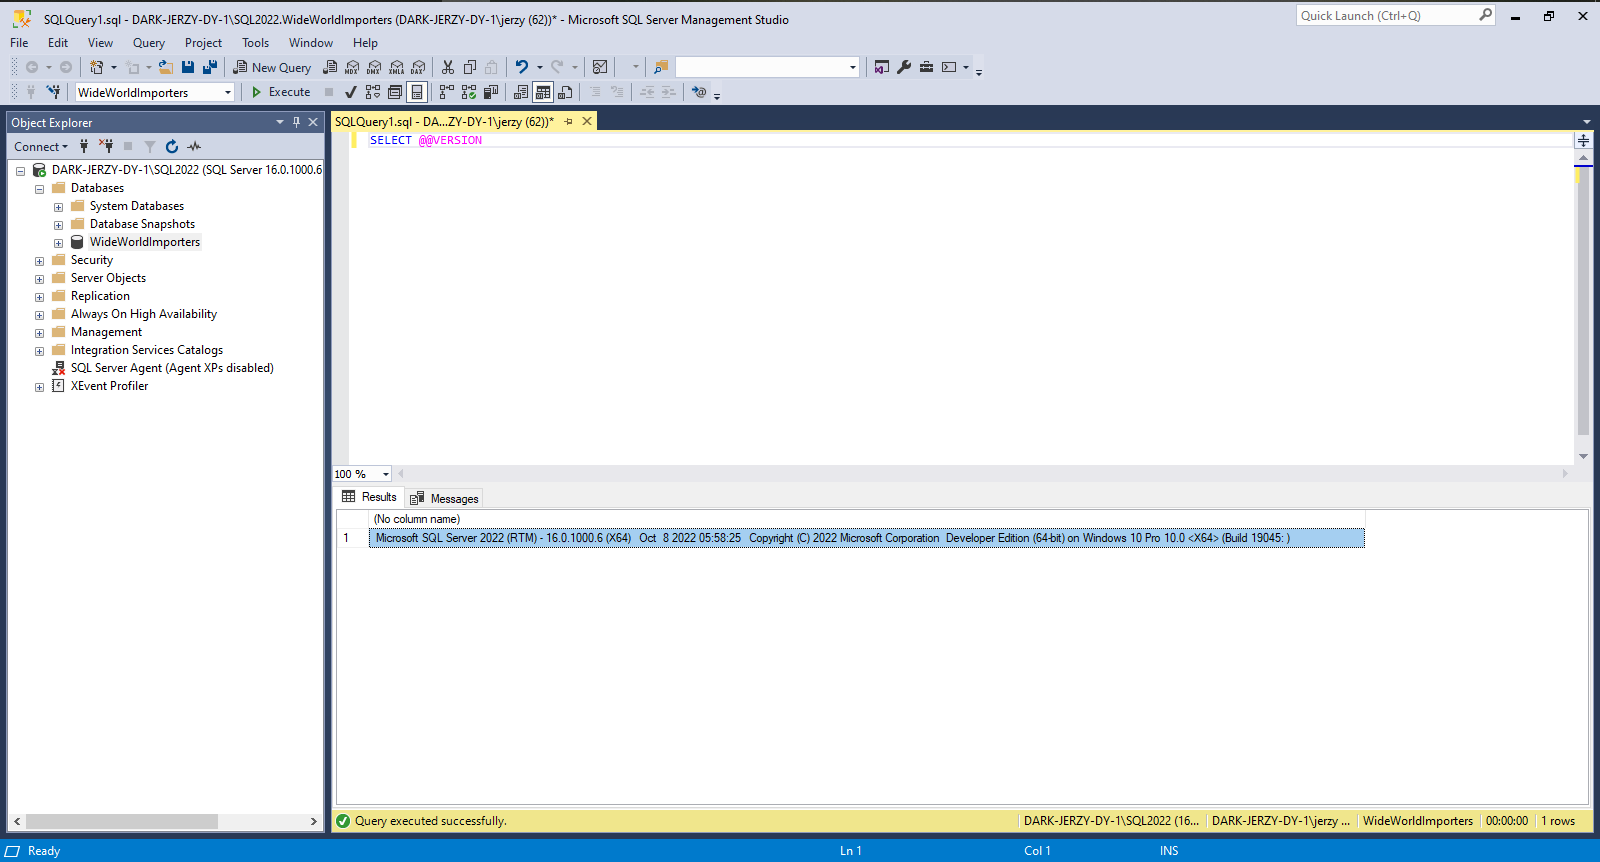 SQLQuery1.sql - DARK-JERZY-DY-1\SQL2022.WideWorldImporters (DARK-JERZY-DY-1\jerzy (62))* - Microsoft SQL Server Management Studio
Quick Launch (Ctrl+Q)
File Edit View Query Project Tools Window Help
New Query MDX DMX XMLA DAX
WideWorldImporters Execute
Object Explorer
Connect
DARK-JERZY-DY-1\SQL2022 (SQL Server 16.0.1000.6
Databases
System Databases
Database Snapshots
WideWorldImporters
Security
Server Objects
Replication
Always On High Availability
Management
Integration Services Catalogs
SQL Server Agent (Agent XPs disabled)
XEvent Profiler
SQLQuery1.sql - DA...ZY-DY-1\jerzy (62))*
SELECT @@VERSION
100 %
Results Messages
(No column name)
1 Microsoft SQL Server 2022 (RTM) - 16.0.1000.6 (X64) Oct 8 2022 05:58:25 Copyright (C) 2022 Microsoft Corporation Developer Edition (64-bit) on Windows 10 Pro 10.0 <X64> (Build 19045: )
Query executed successfully. DARK-JERZY-DY-1\SQL2022 (16... DARK-JERZY-DY-1\jerzy ... WideWorldImporters 00:00:00 1 rows
Ready Ln 1 Col 1 INS